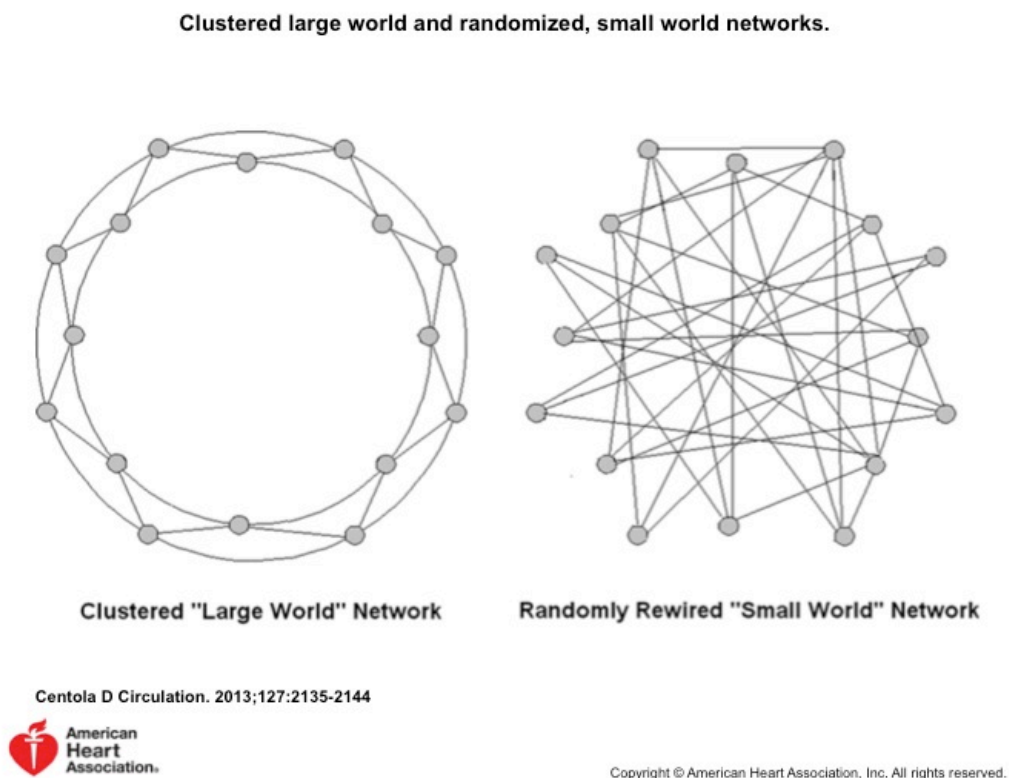 Clustered large world and randomized, small world networks.
Clustered "Large World" Network
Randomly Rewired "Small World" Network
Centola D Circulation. 2013;127:2135-2144
American
Heart
Association®
Copyright © American Heart Association, Inc. All rights reserved.